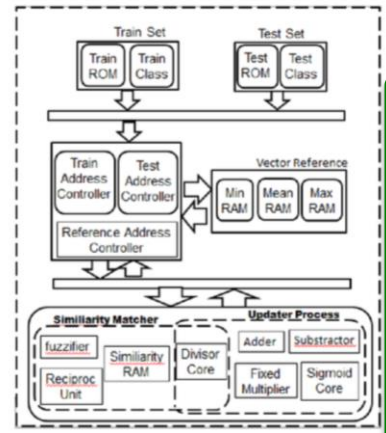 Train Set
Test Set
Train
ROM
Train
Class
Test
ROM
Test
Class
Train
Address
Controller
Test
Address
Controller
Reference Address
Controller
Vector Reference
Min
RAM
Mean
RAM
Max
RAM
Similiarity Matcher
Updater Process
fuzzifier
Similiarity
RAM
Reciproc
Unit
Divisor
Core
Adder
Substractor
Fixed
Multiplier
Sigmoid
Core